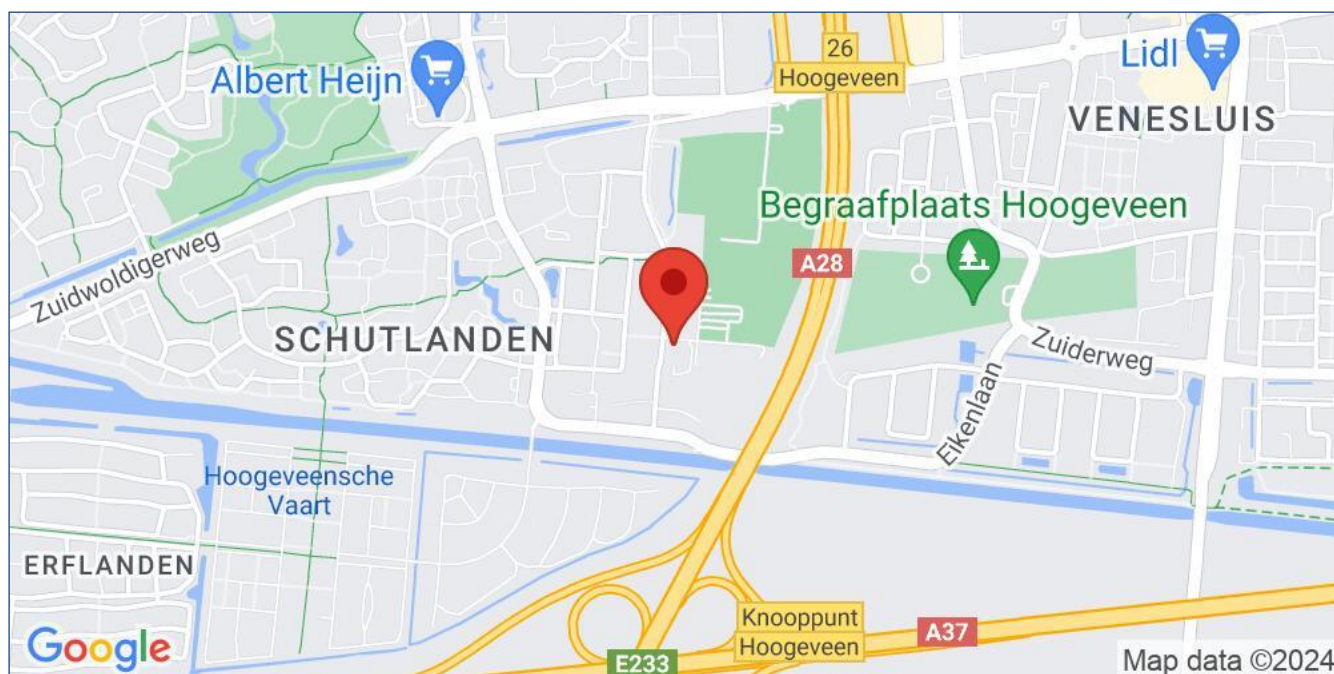 26
Hoogeveen
Lidl
Albert Heijn
VENESLUIS
Begraafplaats Hoogeveen
A28
Zuidwoldigerweg
SCHUTLANDEN
Zuiderweg
Eikenlaan
Hoogeveensche
Vaart
ERFLANDEN
Knooppunt
Hoogeveen
A37
E233
Google
Map data ©2024